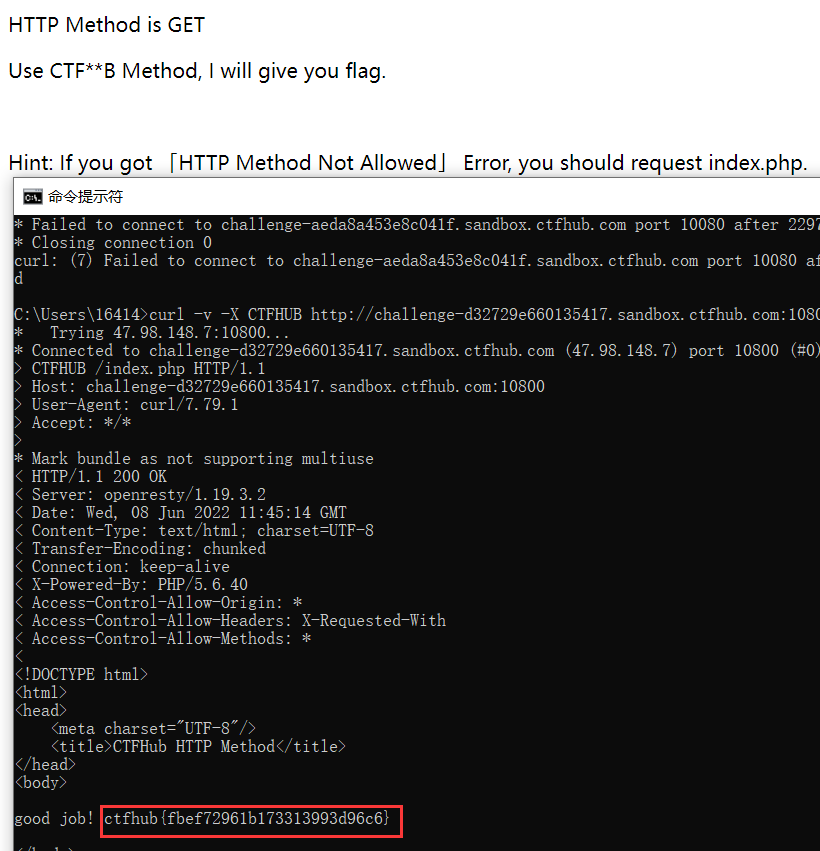 HTTP Method is GET
Use CTF**B Method, I will give you flag.
Hint: If you got 「HTTP Method Not Allowed」 Error, you should request index.php.
命令提示符
* Failed to connect to challenge-aeda8a453e8c041f.sandbox.ctfhub.com port 10080 after 2297
* Closing connection 0
curl: (7) Failed to connect to challenge-aeda8a453e8c041f.sandbox.ctfhub.com port 10080 af
d
C:\Users\16414>curl -v -X CTFHUB http://challenge-d32729e660135417.sandbox.ctfhub.com:1080
*   Trying 47.98.148.7:10800...
* Connected to challenge-d32729e660135417.sandbox.ctfhub.com (47.98.148.7) port 10800 (#0)
> CTFHUB /index.php HTTP/1.1
> Host: challenge-d32729e660135417.sandbox.ctfhub.com:10800
> User-Agent: curl/7.79.1
> Accept: */*
>
* Mark bundle as not supporting multiuse
< HTTP/1.1 200 OK
< Server: openresty/1.19.3.2
< Date: Wed, 08 Jun 2022 11:45:14 GMT
< Content-Type: text/html; charset=UTF-8
< Transfer-Encoding: chunked
< Connection: keep-alive
< X-Powered-By: PHP/5.6.40
< Access-Control-Allow-Origin: *
< Access-Control-Allow-Headers: X-Requested-With
< Access-Control-Allow-Methods: *
<
<!DOCTYPE html>
<html>
<head>
    <meta charset="UTF-8"/>
    <title>CTFHub HTTP Method</title>
</head>
<body>
good job! ctfhub{fbef72961b173313993d96c6}